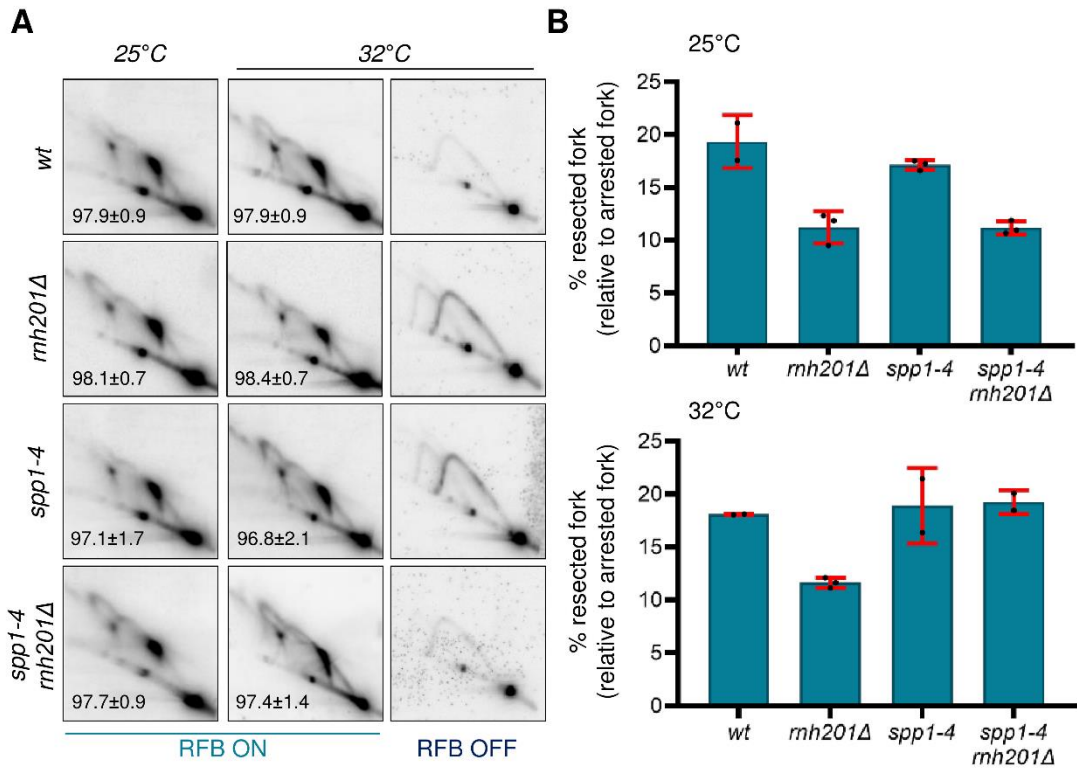 A
25°C
32°C
wt
97.9±0.9
97.9±0.9
rnh201Δ
98.1±0.7
98.4±0.7
spp1-4
97.1±1.7
96.8±2.1
spp1-4
rnh201Δ
97.7±0.9
97.4±1.4
RFB ON
RFB OFF
B
25°C
% resected fork
(relative to arrested fork)
25
20
15
10
5
0
wt
rnh201Δ
spp1-4
spp1-4
rnh201Δ
32°C
% resected fork
(relative to arrested fork)
25
20
15
10
5
0
wt
rnh201Δ
spp1-4
spp1-4
rnh201Δ